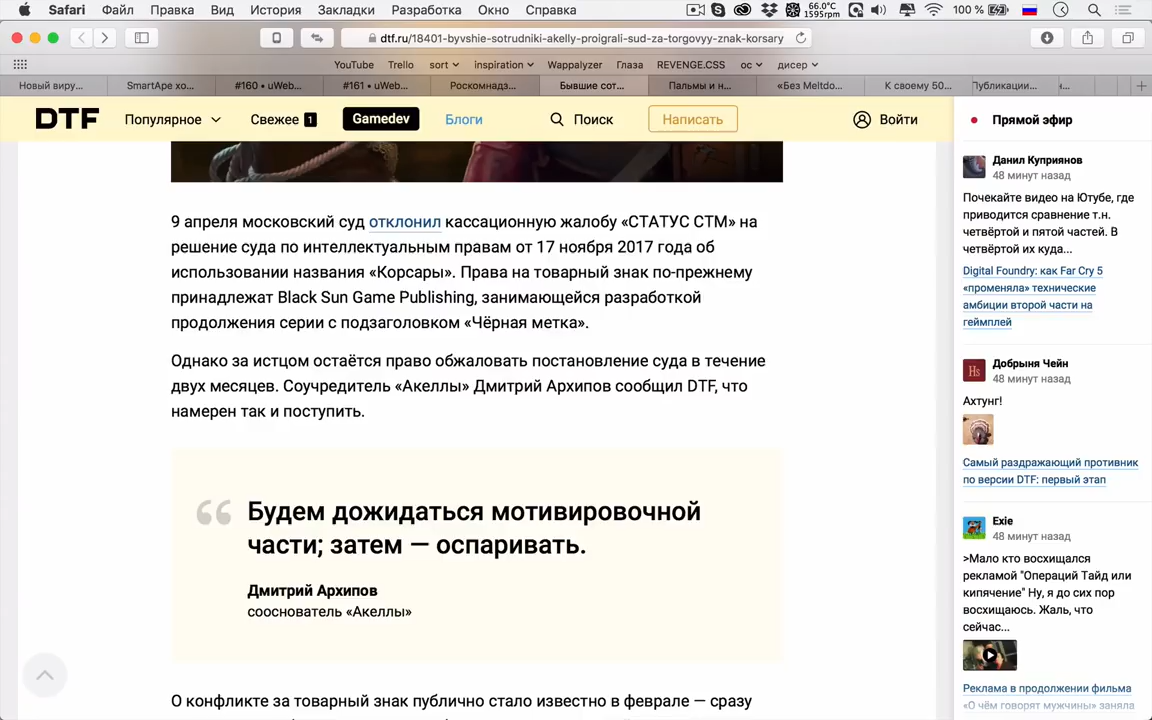 Safari Файл Правка Вид История Закладки Разработка Окно Справка 66.0°C 1595rpm 100 %
dtf.ru/18401-byvshie-sotrudniki-akelly-proigrali-sud-za-torgovyy-znak-korsary
YouTube Trello sort inspiration Wappalyzer Глаза REVENGE.CSS ос дисер
Новый виру... SmartApe хо... #160 • uWeb... #161 • uWeb... Роскомнадз... Бывшие сот... Пальмы и н... «Без Meltdo... К своему 50... Публикации...
DTF Популярное Свежее 1 Gamedev Блоги Поиск Написать Войти
9 апреля московский суд отклонил кассационную жалобу «СТАТУС СТМ» на
решение суда по интеллектуальным правам от 17 ноября 2017 года об
использовании названия «Корсары». Права на товарный знак по-прежнему
принадлежат Black Sun Game Publishing, занимающейся разработкой
продолжения серии с подзаголовком «Чёрная метка».
Однако за истцом остаётся право обжаловать постановление суда в течение
двух месяцев. Соучредитель «Акеллы» Дмитрий Архипов сообщил DTF, что
намерен так и поступить.
Будем дожидаться мотивировочной
части; затем — оспаривать.
Дмитрий Архипов
сооснователь «Акеллы»
О конфликте за товарный знак публично стало известно в феврале — сразу
Прямой эфир
Данил Куприянов
48 минут назад
Почекайте видео на Ютубе, где
приводится сравнение т.н.
четвёртой и пятой частей. В
четвёртой их куда...
Digital Foundry: как Far Cry 5
«променяла» технические
амбиции второй части на
геймплей
Hs Добрыня Чейн
48 минут назад
Ахтунг!
Самый раздражающий противник
по версии DTF: первый этап
Exie
48 минут назад
>Мало кто восхищался
рекламой "Операций Тайд или
кипячение" Ну, я до сих пор
восхищаюсь. Жаль, что
сейчас...
Реклама в продолжении фильма
«О чём говорят мужчины» заняла